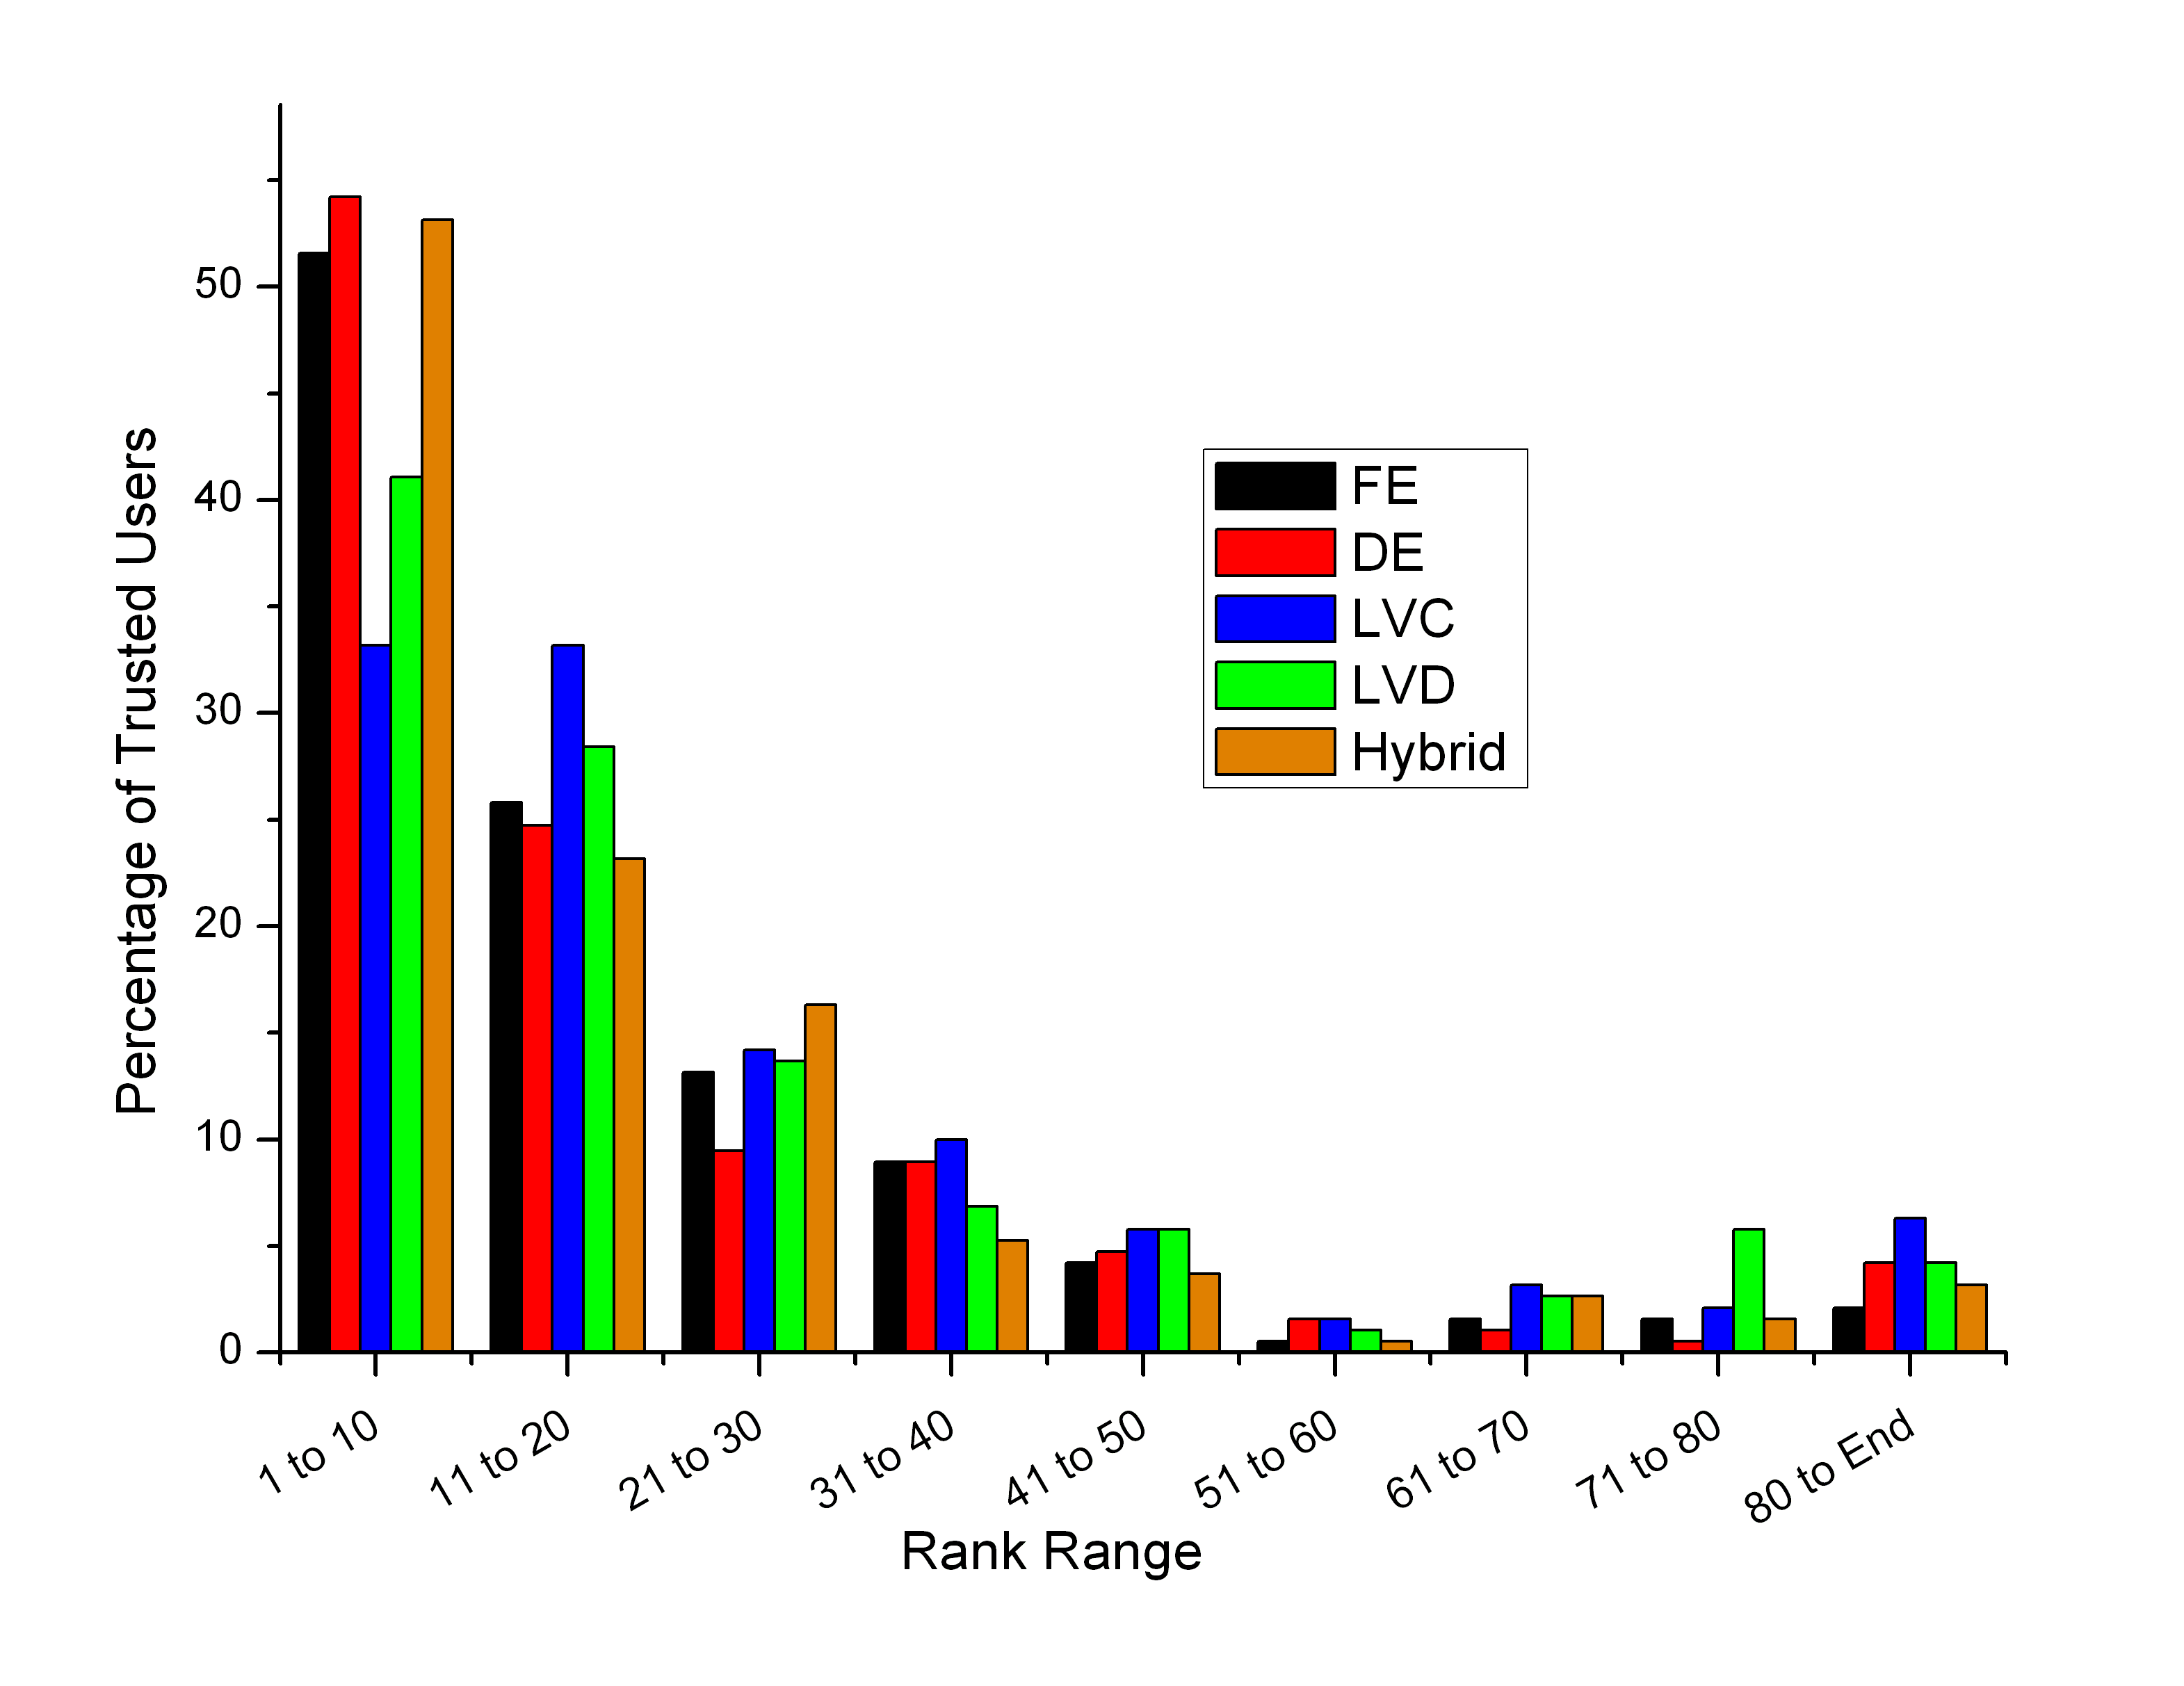 Percentage of Trusted Users
50
40
30
20
10
0
FE
DE
LVC
LVD
Hybrid
1 to 10
11 to 20
21 to 30
31 to 40
41 to 50
51 to 60
61 to 70
71 to 80
80 to End
Rank Range